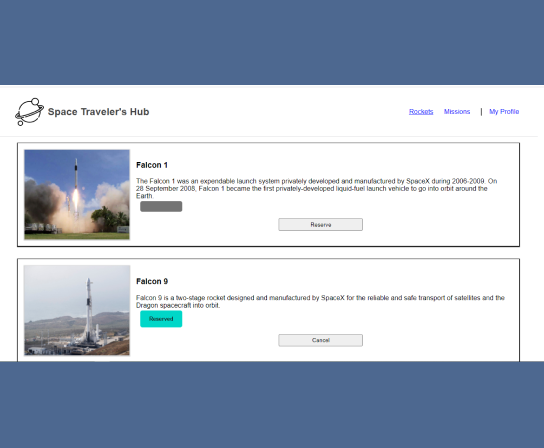 Space Traveler's Hub
Rockets Missions | My Profile
Falcon 1
The Falcon 1 was an expendable launch system privately developed and manufactured by SpaceX during 2006-2009. On
28 September 2008, Falcon 1 became the first privately-developed liquid-fuel launch vehicle to go into orbit around the
Earth.
Reserve
Falcon 9
Falcon 9 is a two-stage rocket designed and manufactured by SpaceX for the reliable and safe transport of satellites and the
Dragon spacecraft into orbit.
Reserved
Cancel